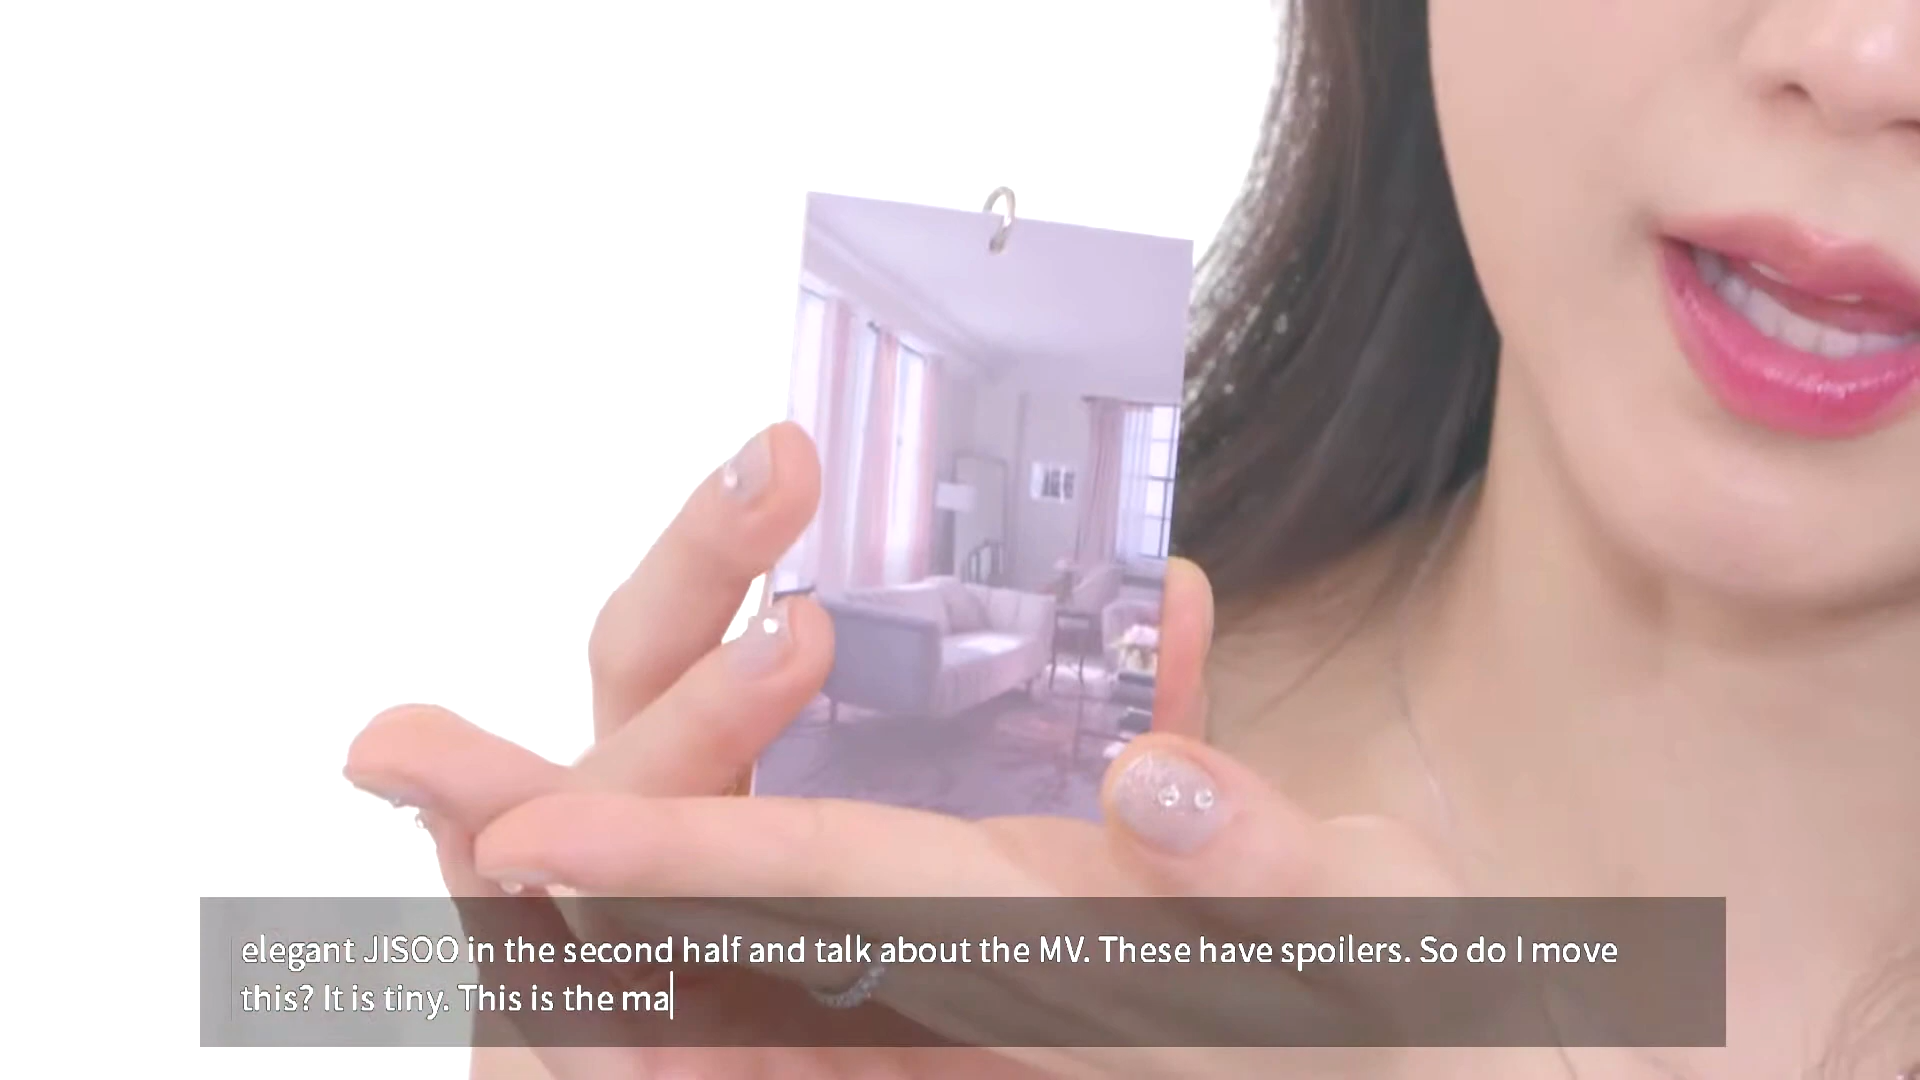 elegant JISOO in the second half and talk about the MV. These have spoilers. So do I move
this? It is tiny. This is the ma